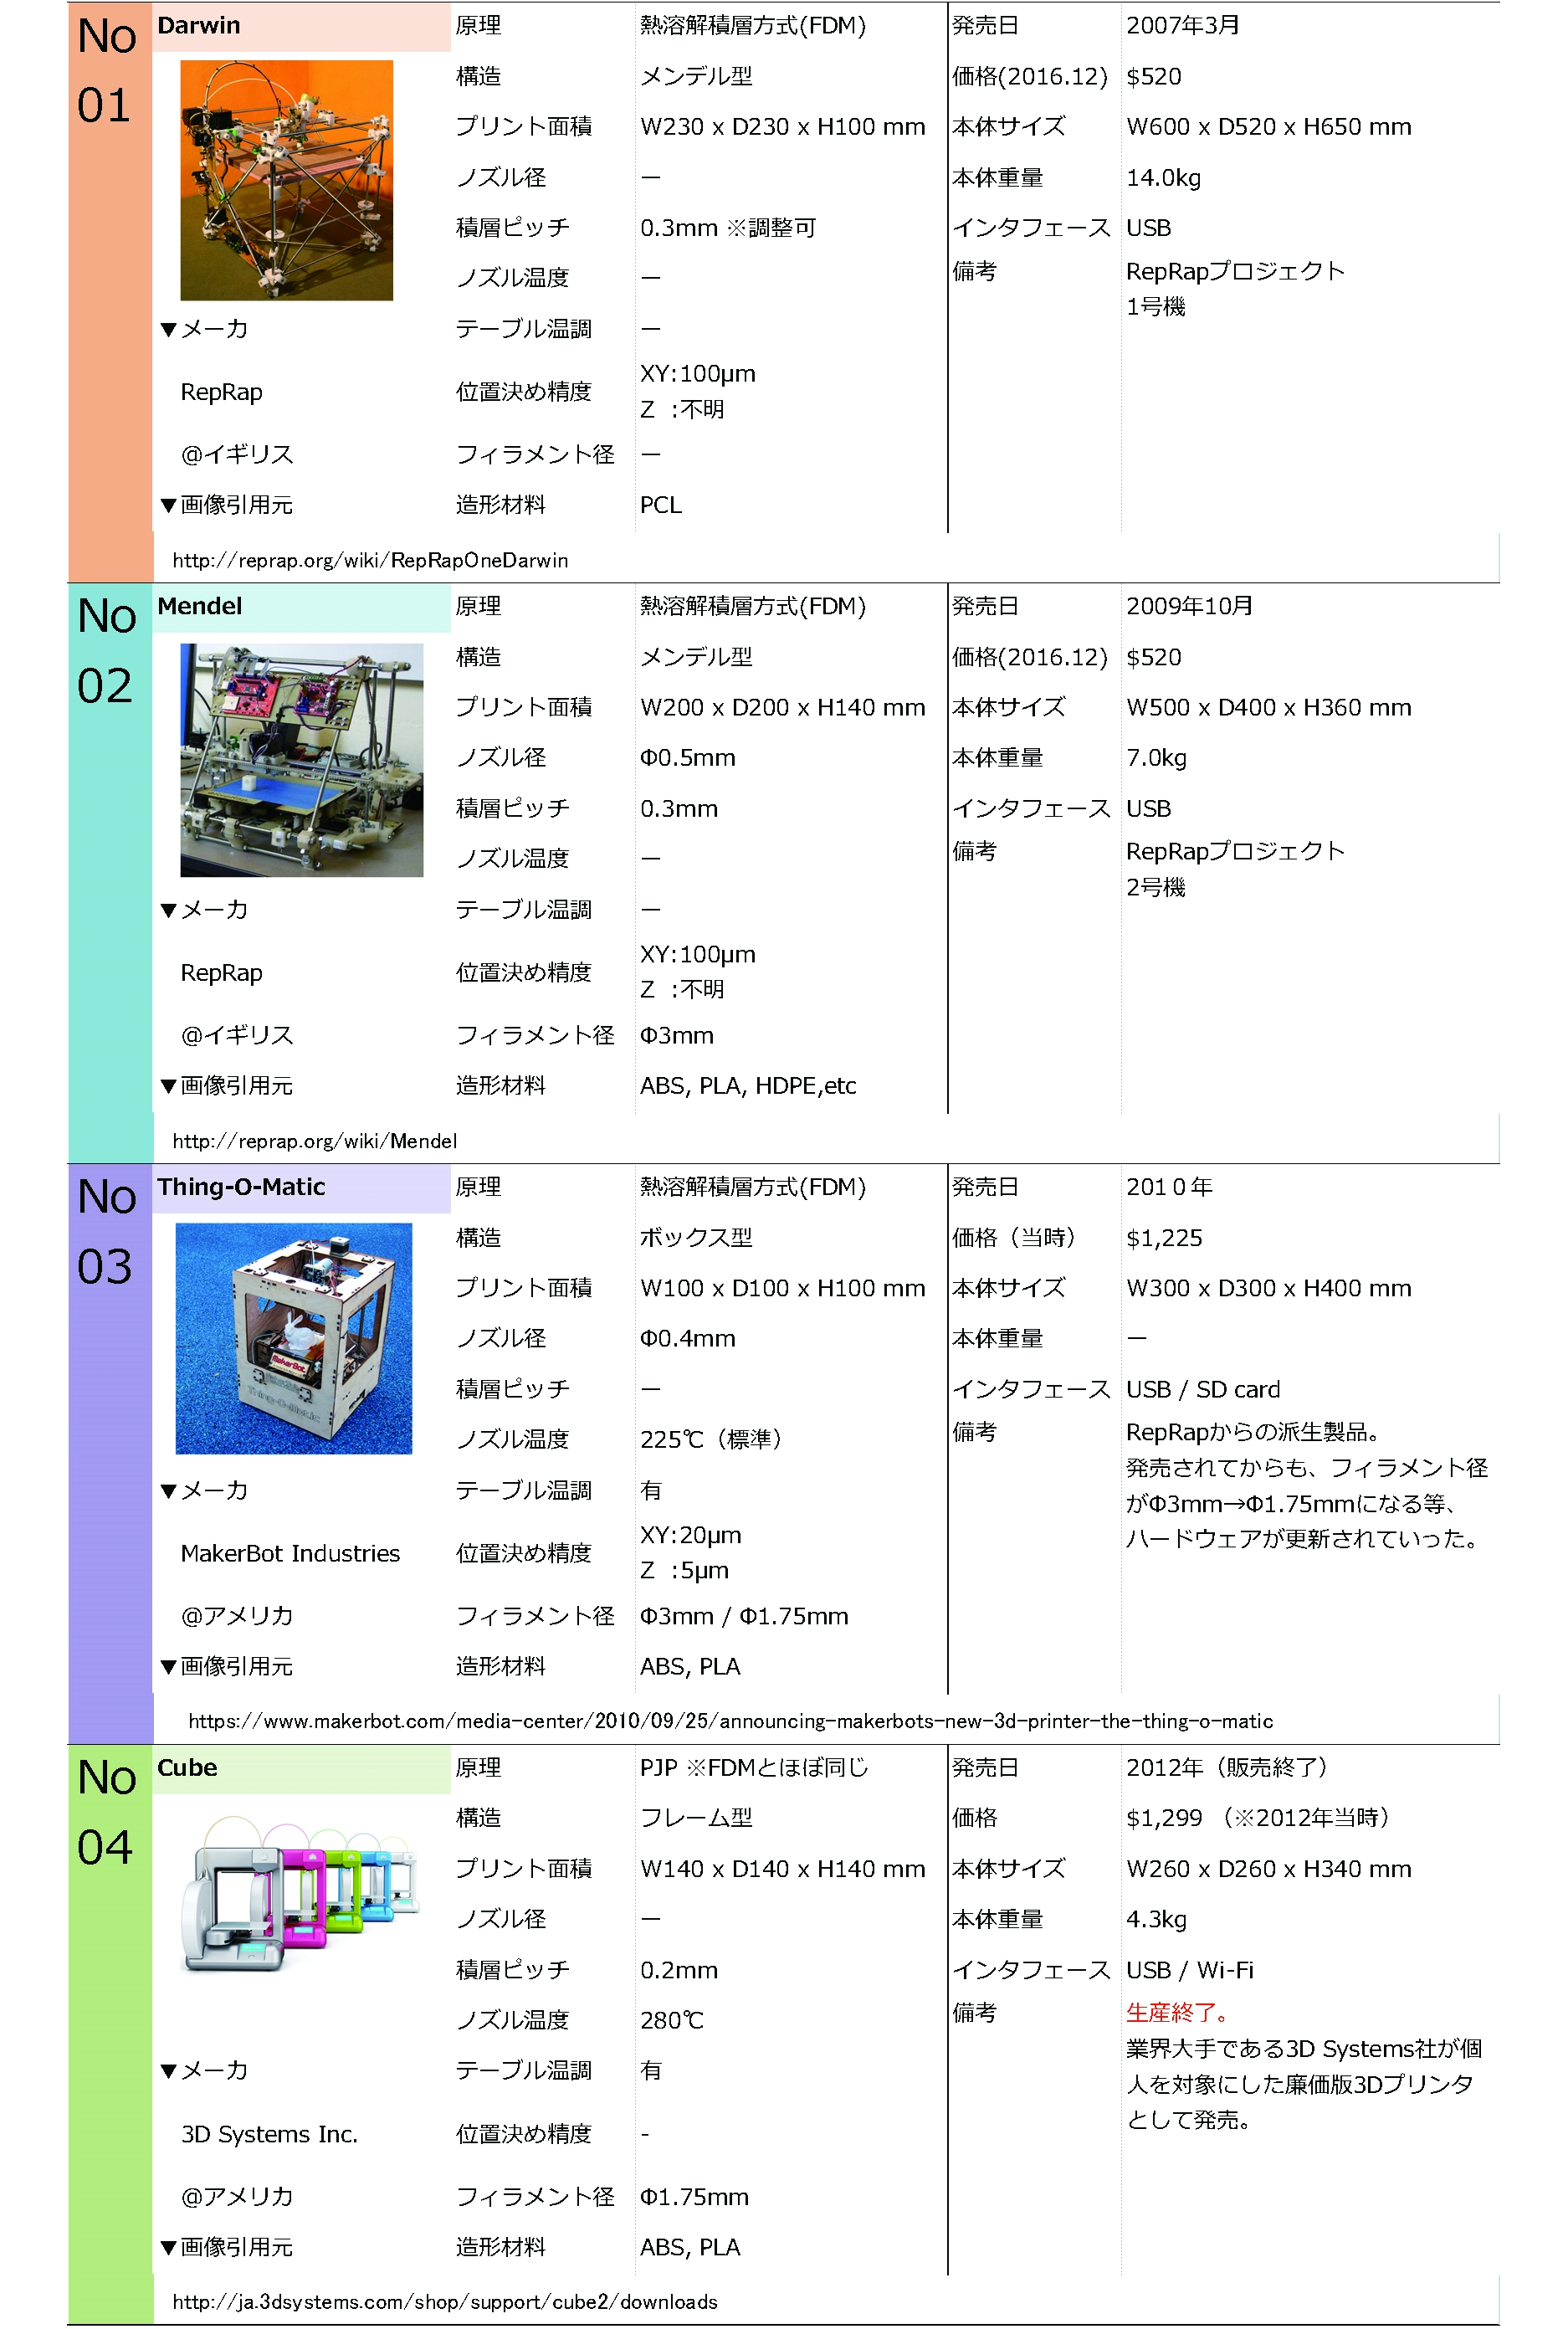 No
01
Darwin
原理 熱溶解積層方式(FDM) 発売日 2007年3月
構造 メンデル型 価格(2016.12) $520
プリント面積 W230 x D230 x H100 mm 本体サイズ W600 x D520 x H650 mm
ノズル径 － 本体重量 14.0kg
積層ピッチ 0.3mm ※調整可 インタフェース USB
ノズル温度 － 備考 RepRapプロジェクト
1号機
▼メーカ テーブル温調 －
RepRap 位置決め精度 XY:100μm
Z :不明
@イギリス フィラメント径 －
▼画像引用元 造形材料 PCL
http://reprap.org/wiki/RepRapOneDarwin
No
02
Mendel
原理 熱溶解積層方式(FDM) 発売日 2009年10月
構造 メンデル型 価格(2016.12) $520
プリント面積 W200 x D200 x H140 mm 本体サイズ W500 x D400 x H360 mm
ノズル径 Φ0.5mm 本体重量 7.0kg
積層ピッチ 0.3mm インタフェース USB
ノズル温度 － 備考 RepRapプロジェクト
2号機
▼メーカ テーブル温調 －
RepRap 位置決め精度 XY:100μm
Z :不明
@イギリス フィラメント径 Φ3mm
▼画像引用元 造形材料 ABS, PLA, HDPE,etc
http://reprap.org/wiki/Mendel
No
03
Thing-O-Matic
原理 熱溶解積層方式(FDM) 発売日 201０年
構造 ボックス型 価格（当時） $1,225
プリント面積 W100 x D100 x H100 mm 本体サイズ W300 x D300 x H400 mm
ノズル径 Φ0.4mm 本体重量 －
積層ピッチ － インタフェース USB / SD card
ノズル温度 225℃（標準） 備考 RepRapからの派生製品。
発売されてからも、フィラメント径
がΦ3mm→Φ1.75mmになる等、
ハードウェアが更新されていった。
MakerBot
Thing-O-Matic
▼メーカ テーブル温調 有
MakerBot Industries 位置決め精度 XY:20μm
Z :5μm
@アメリカ フィラメント径 Φ3mm / Φ1.75mm
▼画像引用元 造形材料 ABS, PLA
https://www.makerbot.com/media-center/2010/09/25/announcing-makerbots-new-3d-printer-the-thing-o-matic
No
04
Cube
原理 PJP ※FDMとほぼ同じ 発売日 2012年（販売終了）
構造 フレーム型 価格 $1,299 （※2012年当時）
プリント面積 W140 x D140 x H140 mm 本体サイズ W260 x D260 x H340 mm
ノズル径 － 本体重量 4.3kg
積層ピッチ 0.2mm インタフェース USB / Wi-Fi
ノズル温度 280℃ 備考 生産終了。
業界大手である3D Systems社が個
人を対象にした廉価版3Dプリンタ
として発売。
▼メーカ テーブル温調 有
3D Systems Inc. 位置決め精度 -
@アメリカ フィラメント径 Φ1.75mm
▼画像引用元 造形材料 ABS, PLA
http://ja.3dsystems.com/shop/support/cube2/downloads